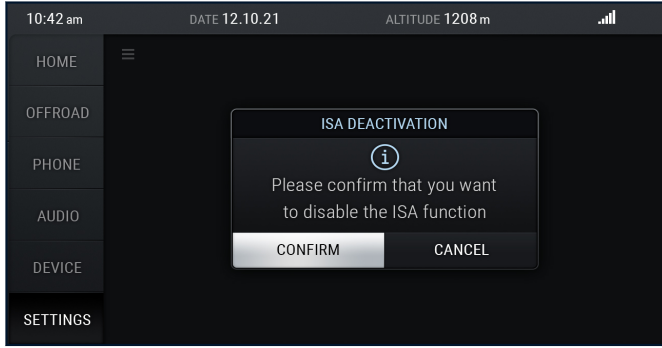 10:42 am DATE 12.10.21 ALTITUDE 1208 m
HOME
OFFROAD
PHONE
AUDIO
DEVICE
SETTINGS
ISA DEACTIVATION
i
Please confirm that you want
to disable the ISA function
CONFIRM CANCEL